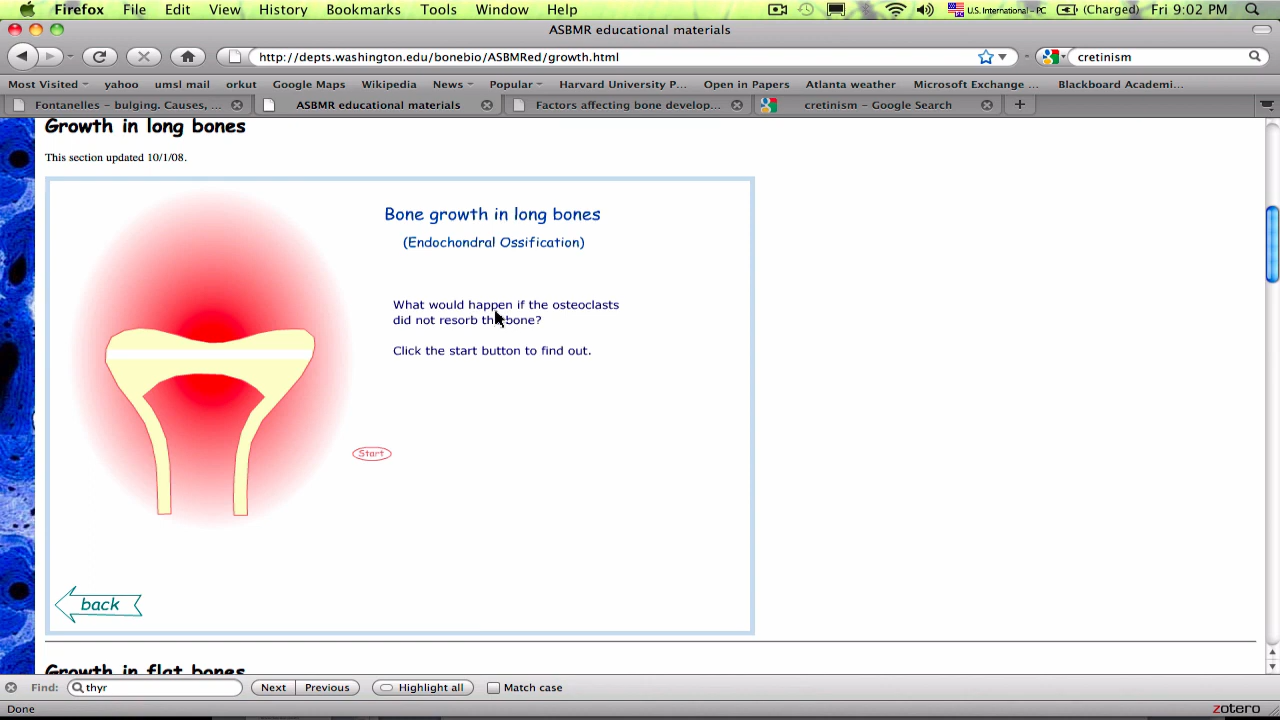 Firefox File Edit View History Bookmarks Tools Window Help U.S. International - PC (Charged) Fri 9:02 PM
ASBMR educational materials
http://depts.washington.edu/bonebio/ASBMRed/growth.html cretinism
Most Visited yahoo umsl mail orkut Google Maps Wikipedia News Popular Harvard University P... Open in Papers Atlanta weather Microsoft Exchange ... Blackboard Academi...
Fontanelles – bulging. Causes, ... ASBMR educational materials Factors affecting bone develop... cretinism – Google Search
Growth in long bones
This section updated 10/1/08.
Bone growth in long bones
(Endochondral Ossification)
What would happen if the osteoclasts
did not resorb the bone?
Click the start button to find out.
Start
back
Growth in flat bones
Find: thyr Next Previous Highlight all Match case
Done zotero